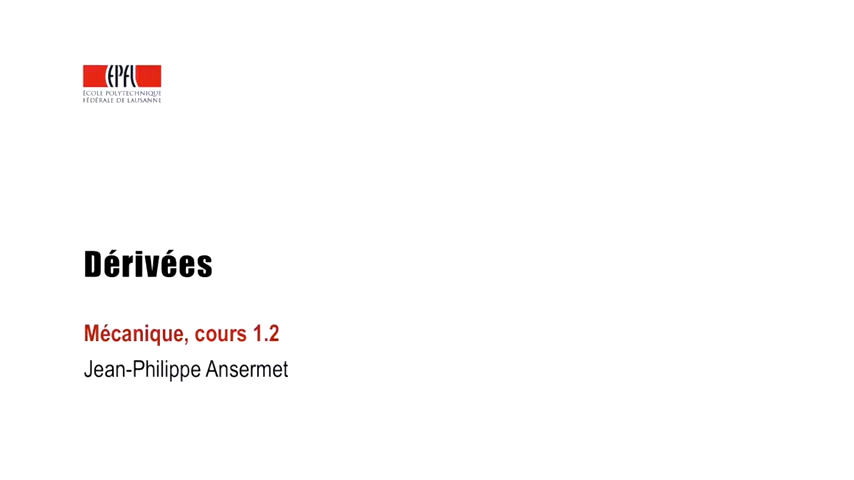 EPFL
ÉCOLE POLYTECHNIQUE
FÉDÉRALE DE LAUSANNE
Dérivées
Mécanique, cours 1.2
Jean-Philippe Ansermet